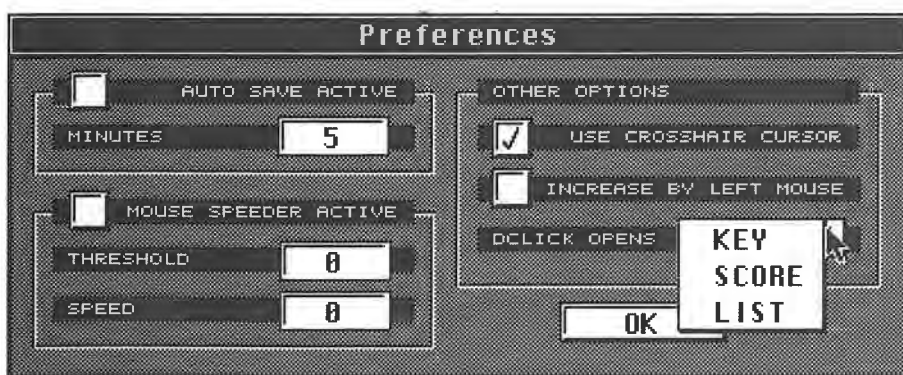 Preferences
AUTO SAVE ACTIVE
MINUTES 5
MOUSE SPEEDER ACTIVE
THRESHOLD 0
SPEED 0
OTHER OPTIONS
USE CROSSHAIR CURSOR
INCREASE BY LEFT MOUSE
DCLICK OPENS
KEY
SCORE
LIST
OK